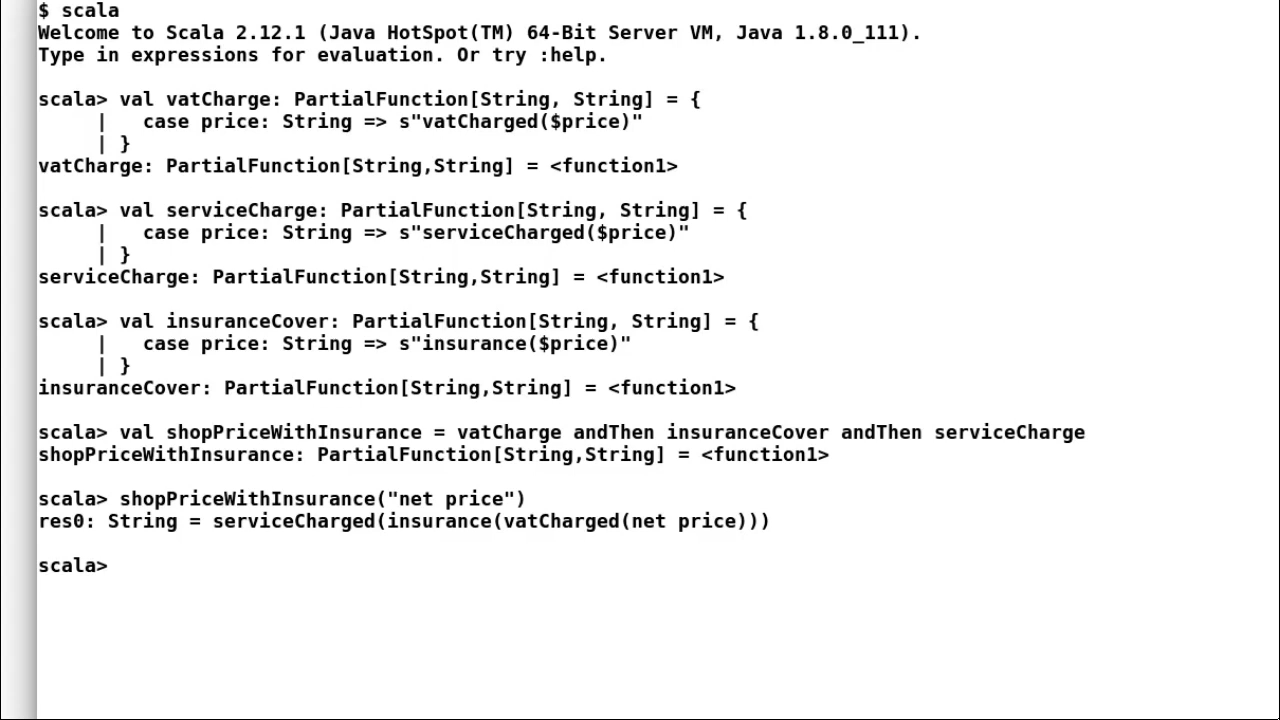 $ scala
Welcome to Scala 2.12.1 (Java HotSpot(TM) 64-Bit Server VM, Java 1.8.0_111).
Type in expressions for evaluation. Or try :help.
scala> val vatCharge: PartialFunction[String, String] = {
     |   case price: String => s"vatCharged($price)"
     | }
vatCharge: PartialFunction[String,String] = <function1>
scala> val serviceCharge: PartialFunction[String, String] = {
     |   case price: String => s"serviceCharged($price)"
     | }
serviceCharge: PartialFunction[String,String] = <function1>
scala> val insuranceCover: PartialFunction[String, String] = {
     |   case price: String => s"insurance($price)"
     | }
insuranceCover: PartialFunction[String,String] = <function1>
scala> val shopPriceWithInsurance = vatCharge andThen insuranceCover andThen serviceCharge
shopPriceWithInsurance: PartialFunction[String,String] = <function1>
scala> shopPriceWithInsurance("net price")
res0: String = serviceCharged(insurance(vatCharged(net price)))
scala>